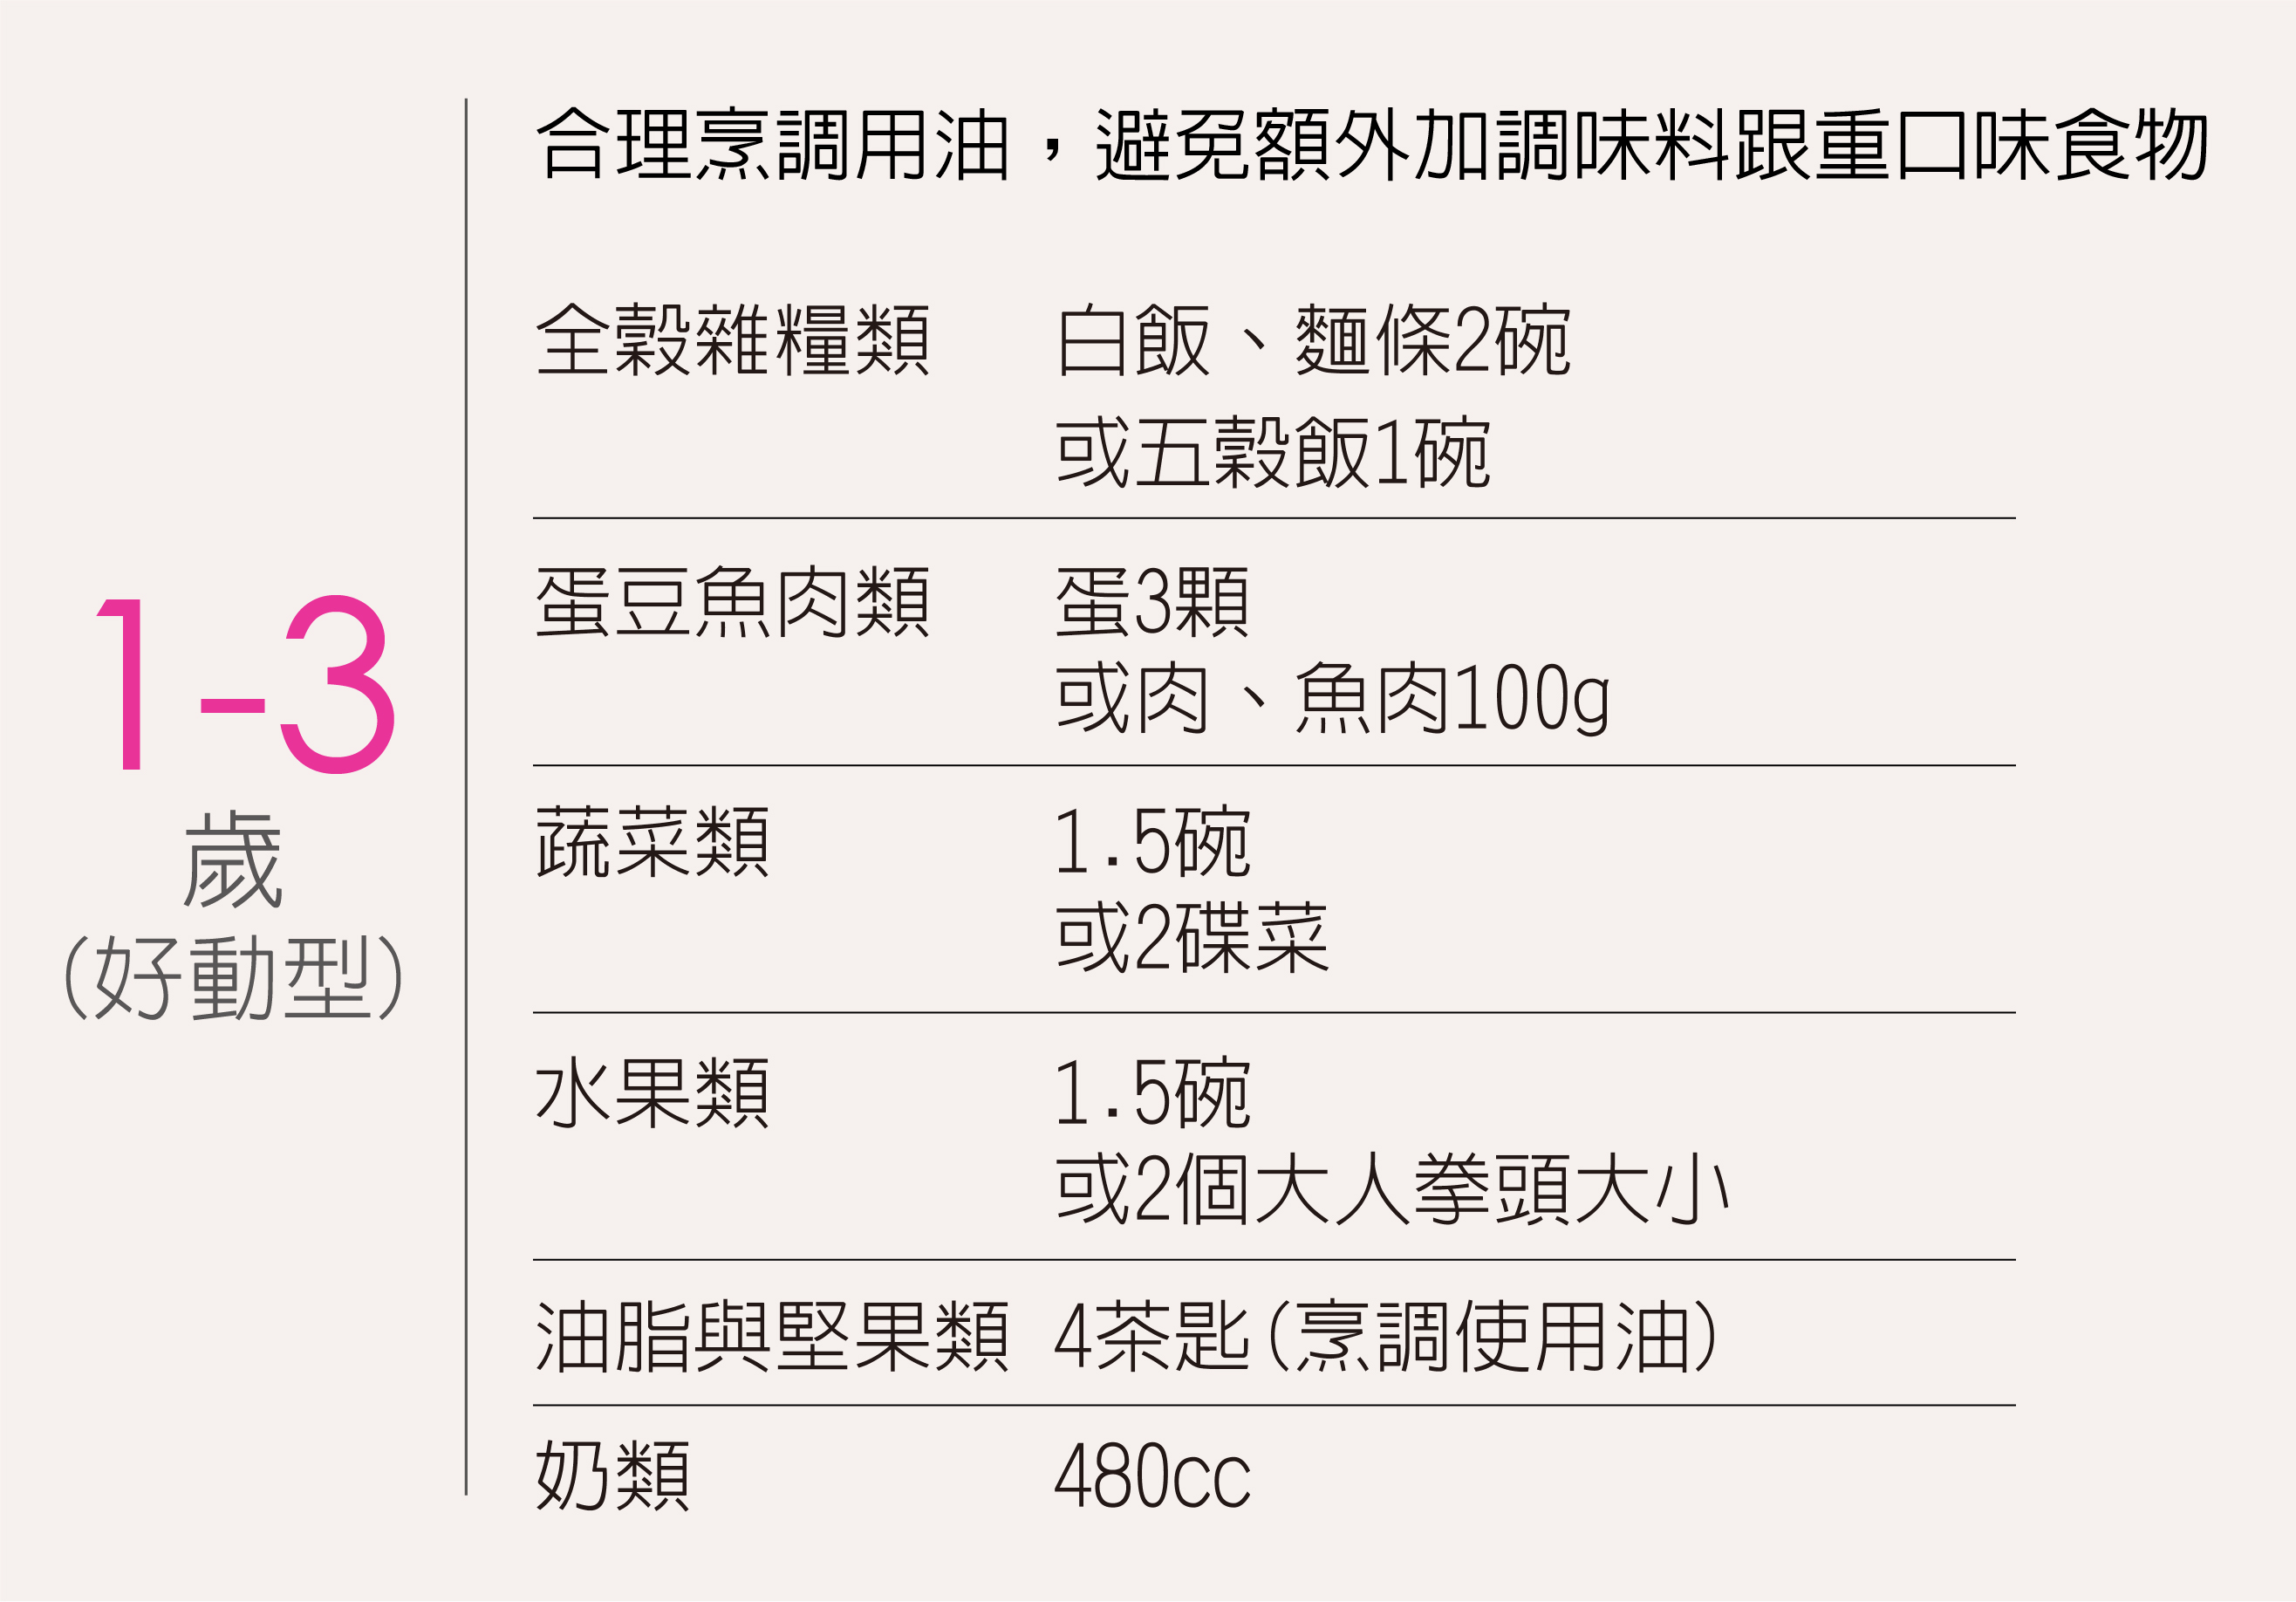 合理烹調用油，避免額外加調味料跟重口味食物
1-3
歲
(好動型)
全穀雜糧類 白飯、麵條2碗
或五穀飯1碗
蛋豆魚肉類 蛋3顆
或肉、魚肉100g
蔬菜類 1.5碗
或2碟菜
水果類 1.5碗
或2個大人拳頭大小
油脂與堅果類 4茶匙(烹調使用油)
奶類 480cc